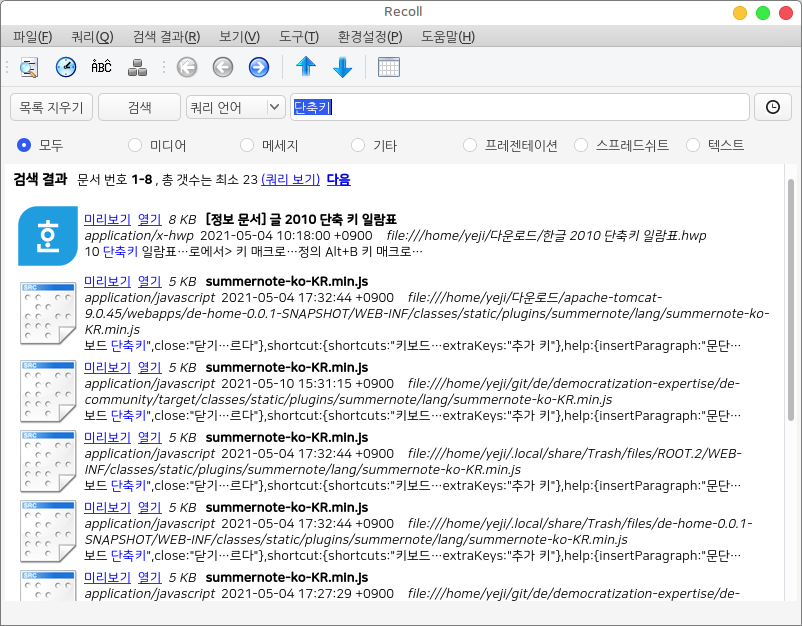 Recoll
파일(F) 쿼리(Q) 검색 결과(R) 보기(V) 도구(T) 환경설정(P) 도움말(H)
ABC
목록 지우기 검색 쿼리 언어 단축키
모두 미디어 메세지 기타 프레젠테이션 스프레드쉬트 텍스트
검색 결과 문서 번호 1-8 , 총 갯수는 최소 23 (쿼리 보기) 다음
한
미리보기 열기 8 KB [정보 문서] 글 2010 단축 키 일람표
application/x-hwp 2021-05-04 10:18:00 +0900 file:///home/yeji/다운로드/한글 2010 단축키 일람표.hwp
10 단축키 일람표…로에서> 키 매크로…정의 Alt+B 키 매크로…
미리보기 열기 5 KB summernote-ko-KR.min.js
SRC
application/javascript 2021-05-04 17:32:44 +0900 file:///home/yeji/다운로드/apache-tomcat-
9.0.45/webapps/de-home-0.0.1-SNAPSHOT/WEB-INF/classes/static/plugins/summernote/lang/summernote-ko-
KR.min.js
보드 단축키",close:"닫기…르다"},shortcut:{shortcuts:"키보드…extraKeys:"추가 키"},help:{insertParagraph:"문단…
미리보기 열기 5 KB summernote-ko-KR.min.js
SRC
application/javascript 2021-05-10 15:31:15 +0900 file:///home/yeji/git/de/democratization-expertise/de-
community/target/classes/static/plugins/summernote/lang/summernote-ko-KR.min.js
보드 단축키",close:"닫기…르다"},shortcut:{shortcuts:"키보드…extraKeys:"추가 키"},help:{insertParagraph:"문단…
미리보기 열기 5 KB summernote-ko-KR.min.js
SRC
application/javascript 2021-05-04 17:32:44 +0900 file:///home/yeji/.local/share/Trash/files/ROOT.2/WEB-
INF/classes/static/plugins/summernote/lang/summernote-ko-KR.min.js
보드 단축키",close:"닫기…르다"},shortcut:{shortcuts:"키보드…extraKeys:"추가 키"},help:{insertParagraph:"문단…
미리보기 열기 5 KB summernote-ko-KR.min.js
SRC
application/javascript 2021-05-04 17:32:44 +0900 file:///home/yeji/.local/share/Trash/files/de-home-0.0.1-
SNAPSHOT/WEB-INF/classes/static/plugins/summernote/lang/summernote-ko-KR.min.js
보드 단축키",close:"닫기…르다"},shortcut:{shortcuts:"키보드…extraKeys:"추가 키"},help:{insertParagraph:"문단…
미리보기 열기 5 KB summernote-ko-KR.min.js
SRC
application/javascript 2021-05-04 17:27:29 +0900 file:///home/yeji/git/de/democratization-expertise/de-